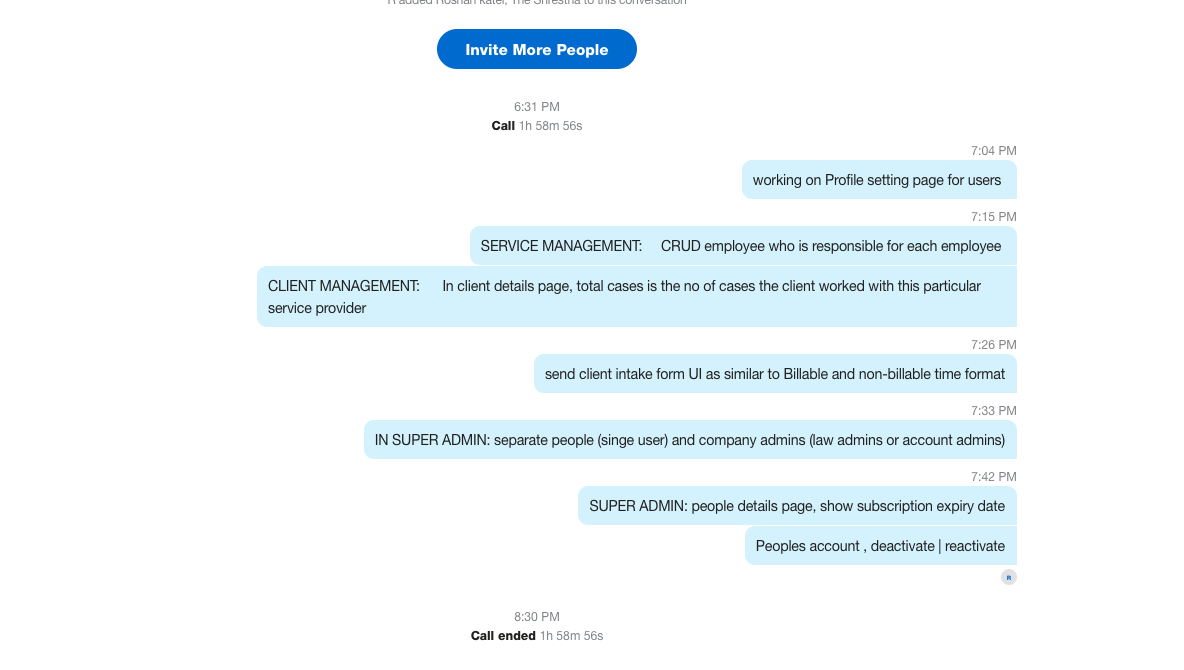 R added Roshan katel, The Shrestha to this conversation
Invite More People
6:31 PM
Call 1h 58m 56s
7:04 PM
working on Profile setting page for users
7:15 PM
SERVICE MANAGEMENT: CRUD employee who is responsible for each employee
CLIENT MANAGEMENT: In client details page, total cases is the no of cases the client worked with this particular
service provider
7:26 PM
send client intake form UI as similar to Billable and non-billable time format
7:33 PM
IN SUPER ADMIN: separate people (singe user) and company admins (law admins or account admins)
7:42 PM
SUPER ADMIN: people details page, show subscription expiry date
Peoples account , deactivate | reactivate
R
8:30 PM
Call ended 1h 58m 56s